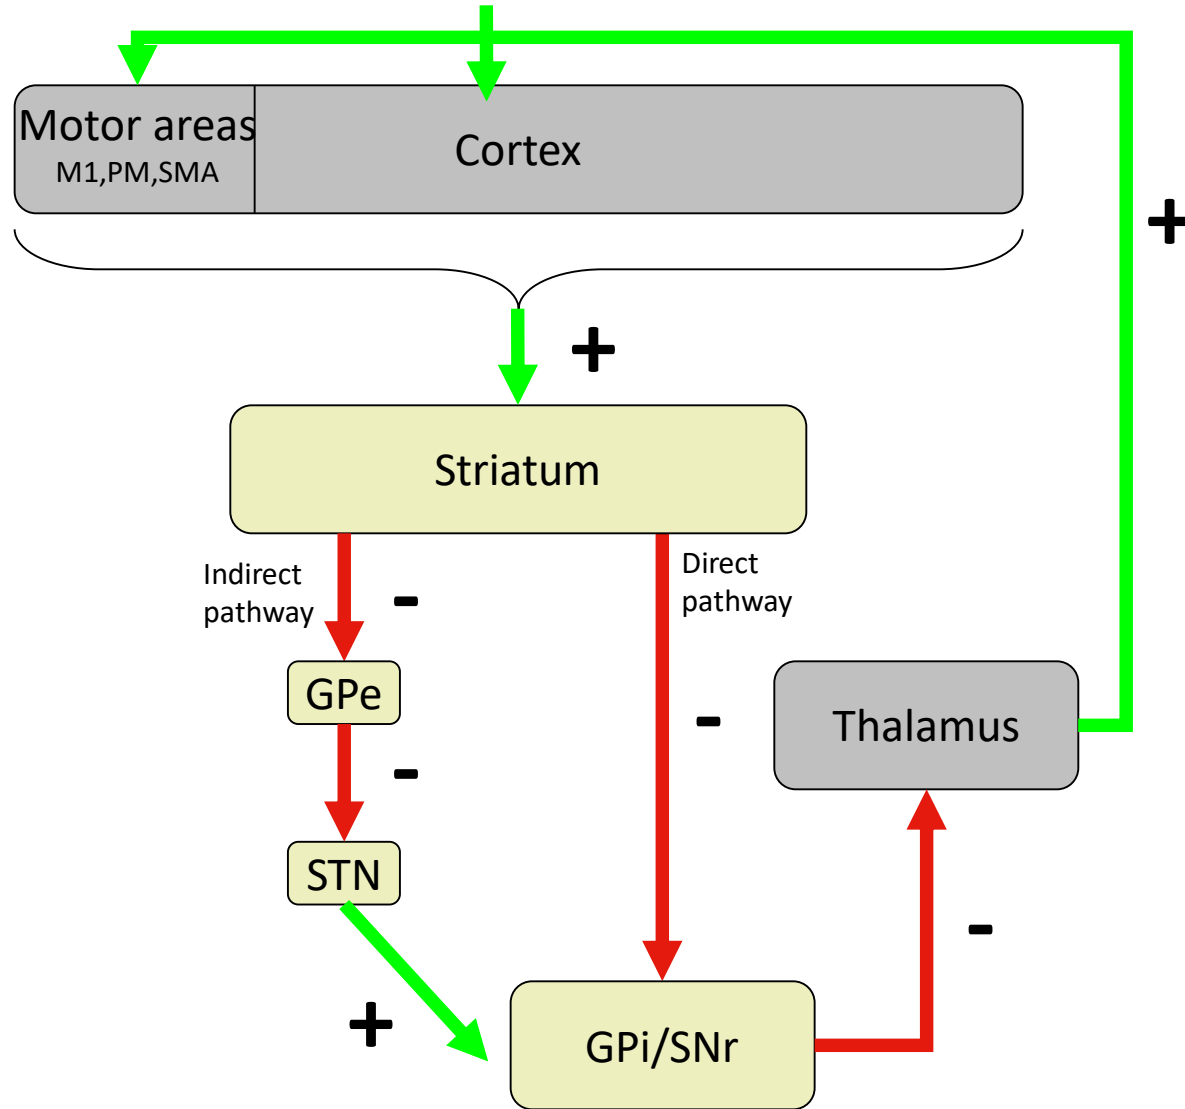 Motor areas
M1,PM,SMA
Cortex
+
+
Striatum
Indirect
pathway
-
Direct
pathway
GPe
-
Thalamus
-
STN
-
+
GPi/SNr